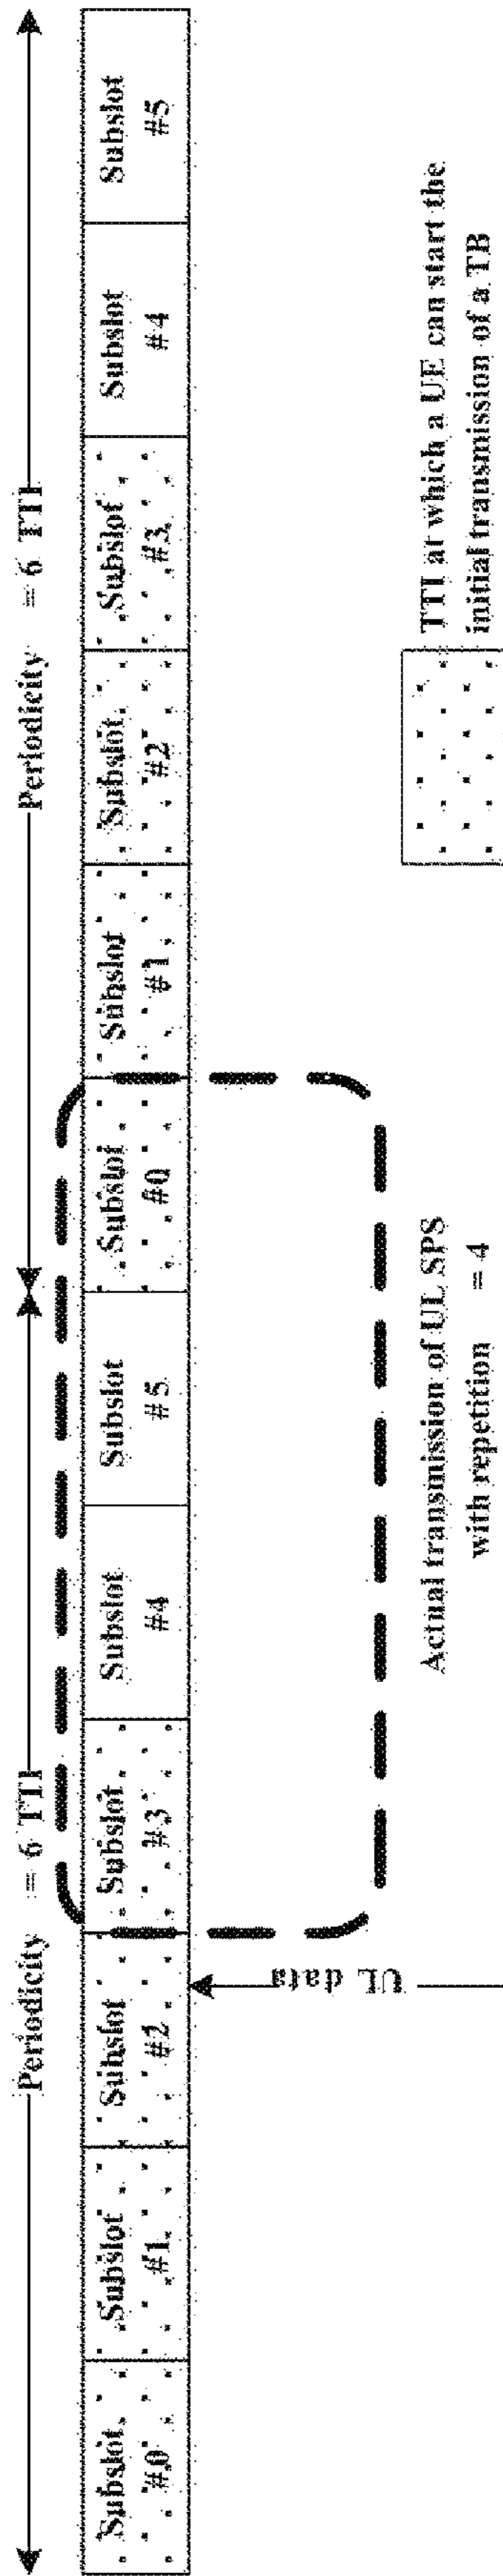 Periodicity = 6 TTI
Periodicity = 6 TTI
Subslot
#0
Subslot
#1
Subslot
#2
Subslot
#3
Subslot
#4
Subslot
#5
Subslot
#0
Subslot
#1
Subslot
#2
Subslot
#3
Subslot
#4
Subslot
#5
UL data
Actual transmission of UL SPS
with repetition = 4
TTI at which a UE can start the
initial transmission of a TB